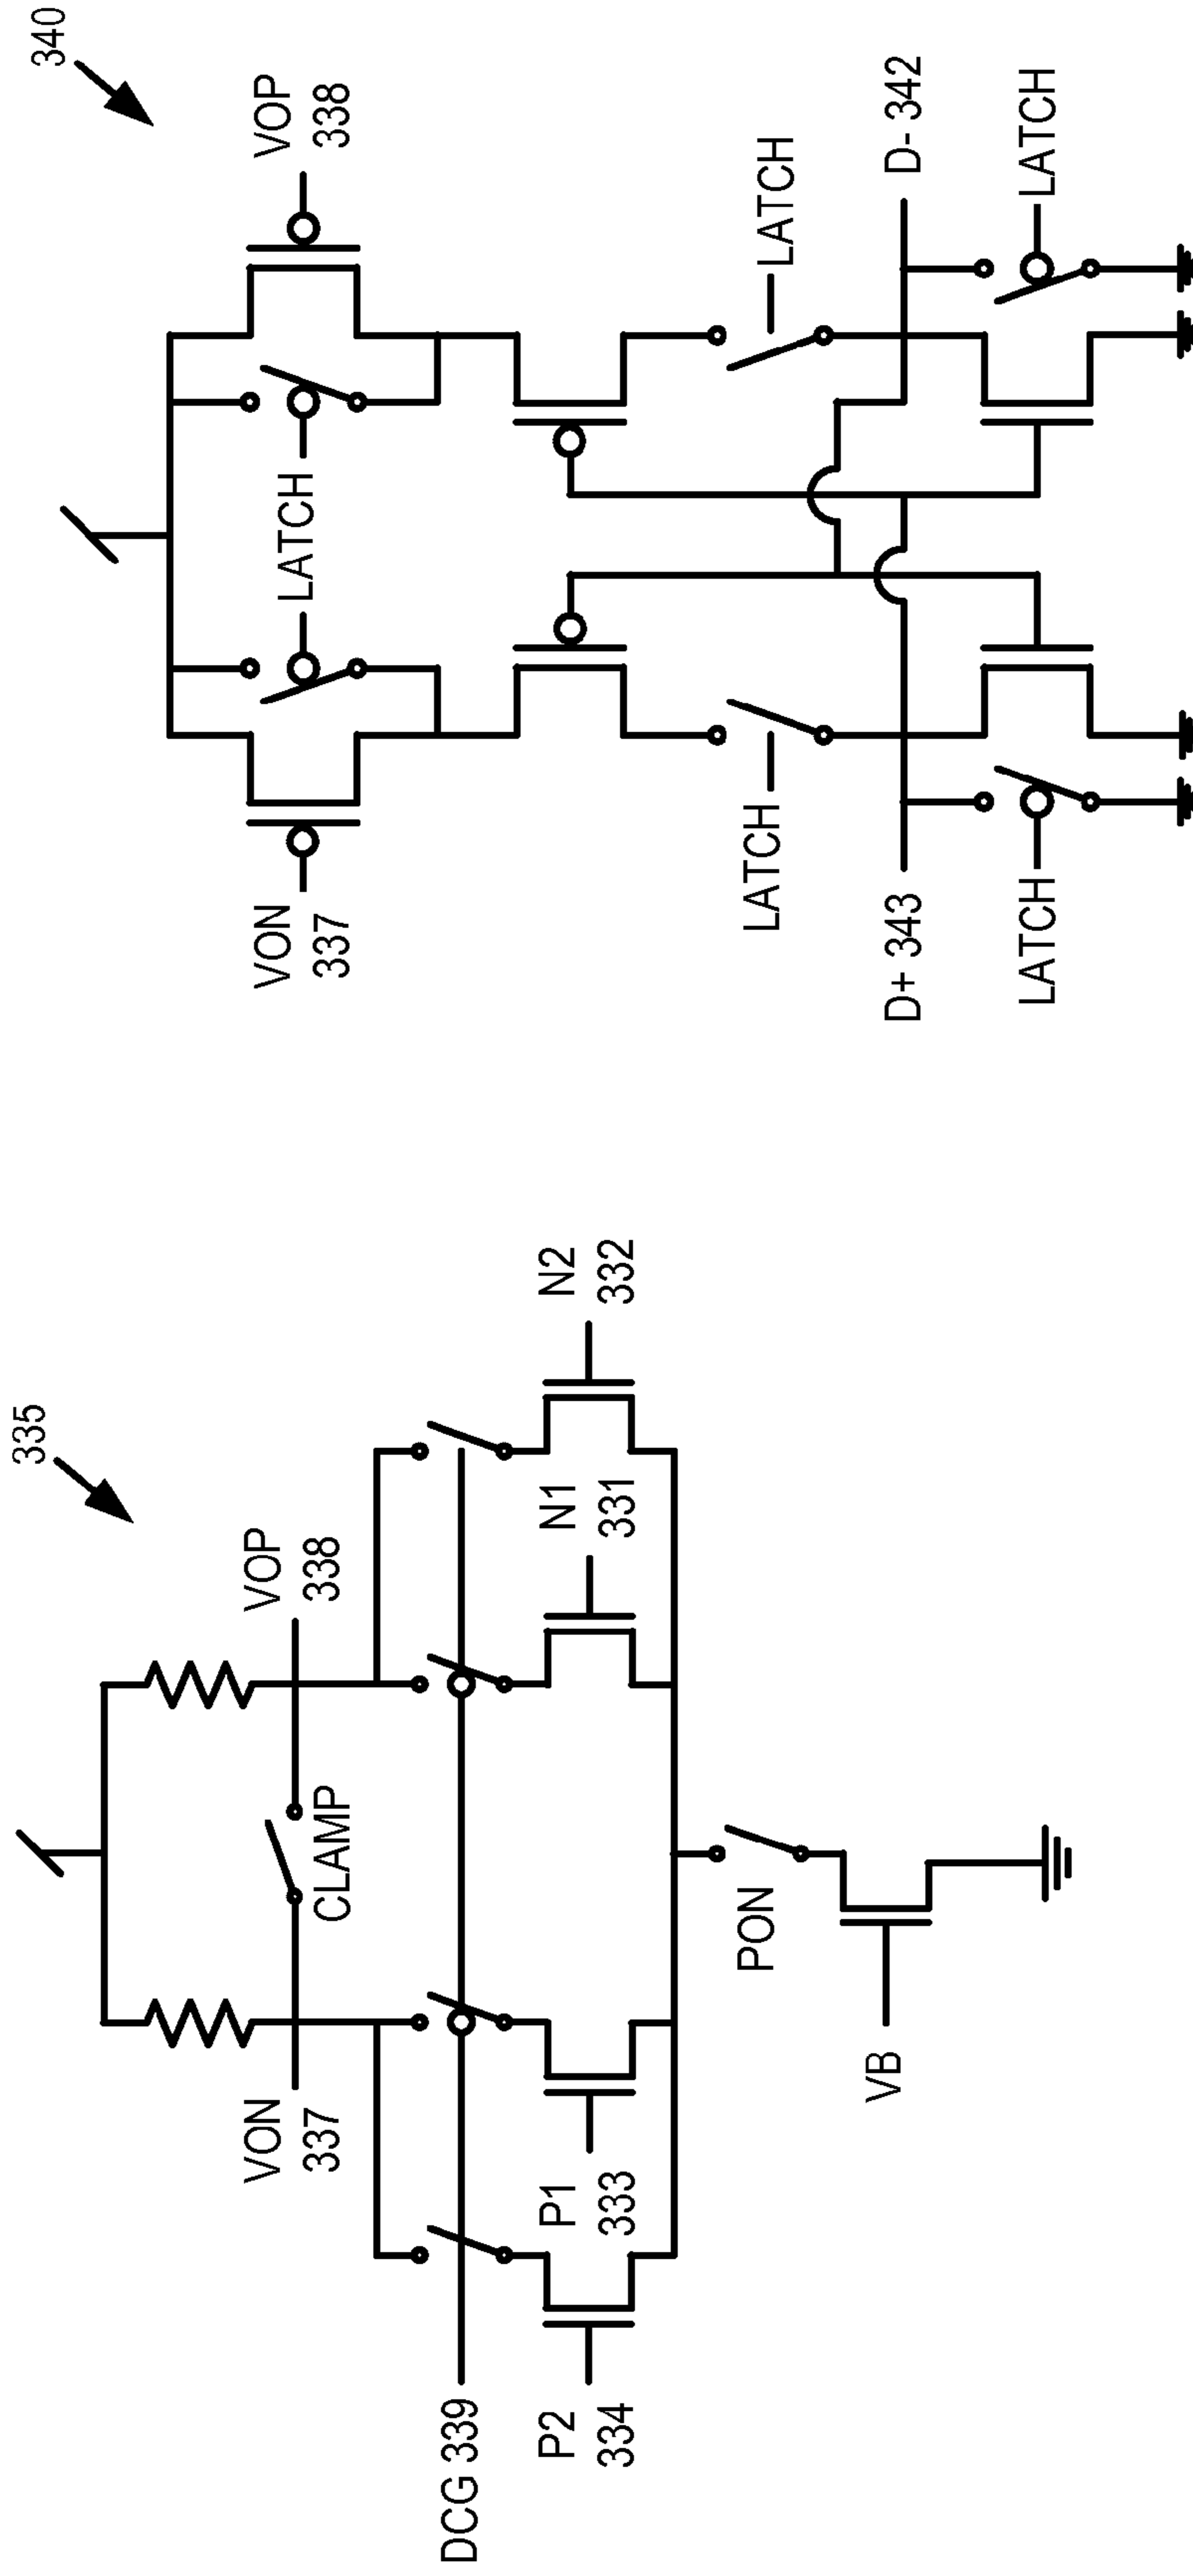 335
VON
337
VOP
338
CLAMP
DCG 339
P2
334
P1
333
N1
331
N2
332
PON
VB
340
VON
337
VOP
338
LATCH
LATCH
LATCH
D+ 343
D- 342
LATCH
LATCH